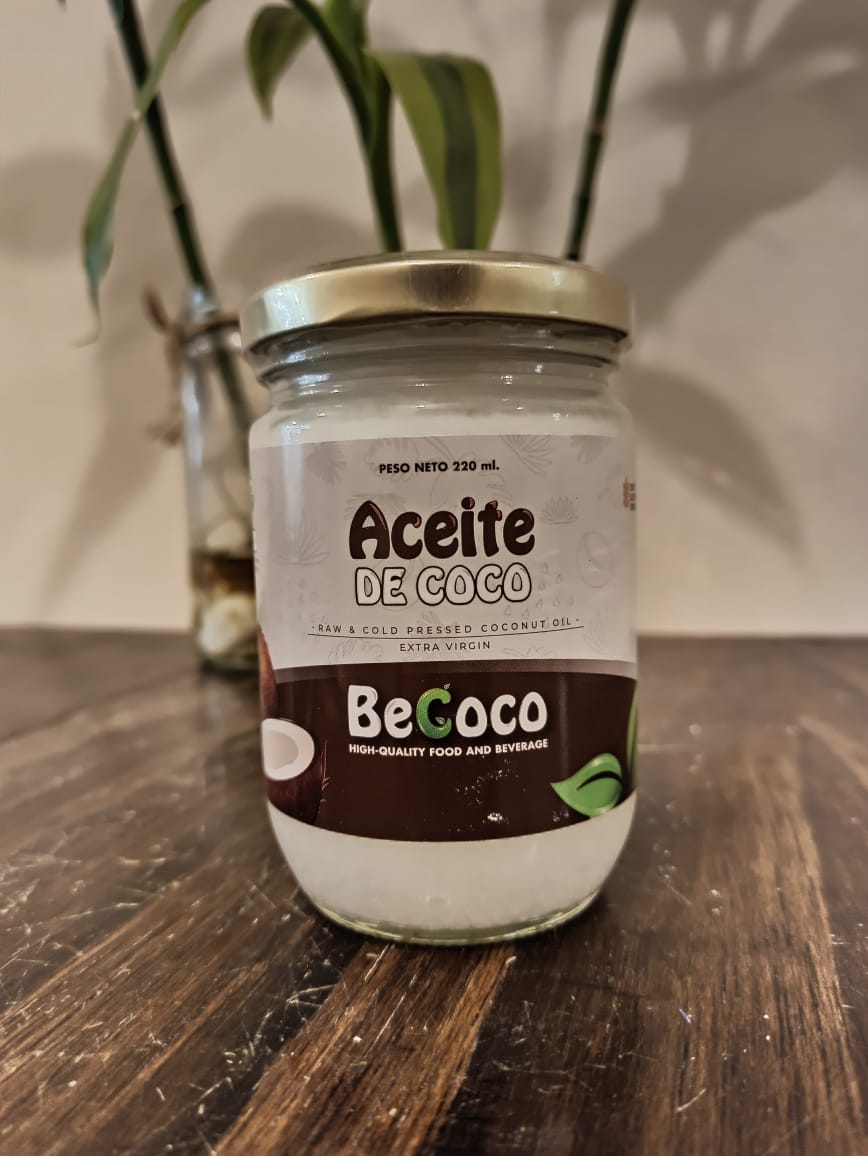 PESO NETO 220 ml.
Aceite
DE COCO
· RAW & COLD PRESSED COCONUT OIL ·
EXTRA VIRGIN
BeCoco
HIGH-QUALITY FOOD AND BEVERAGE